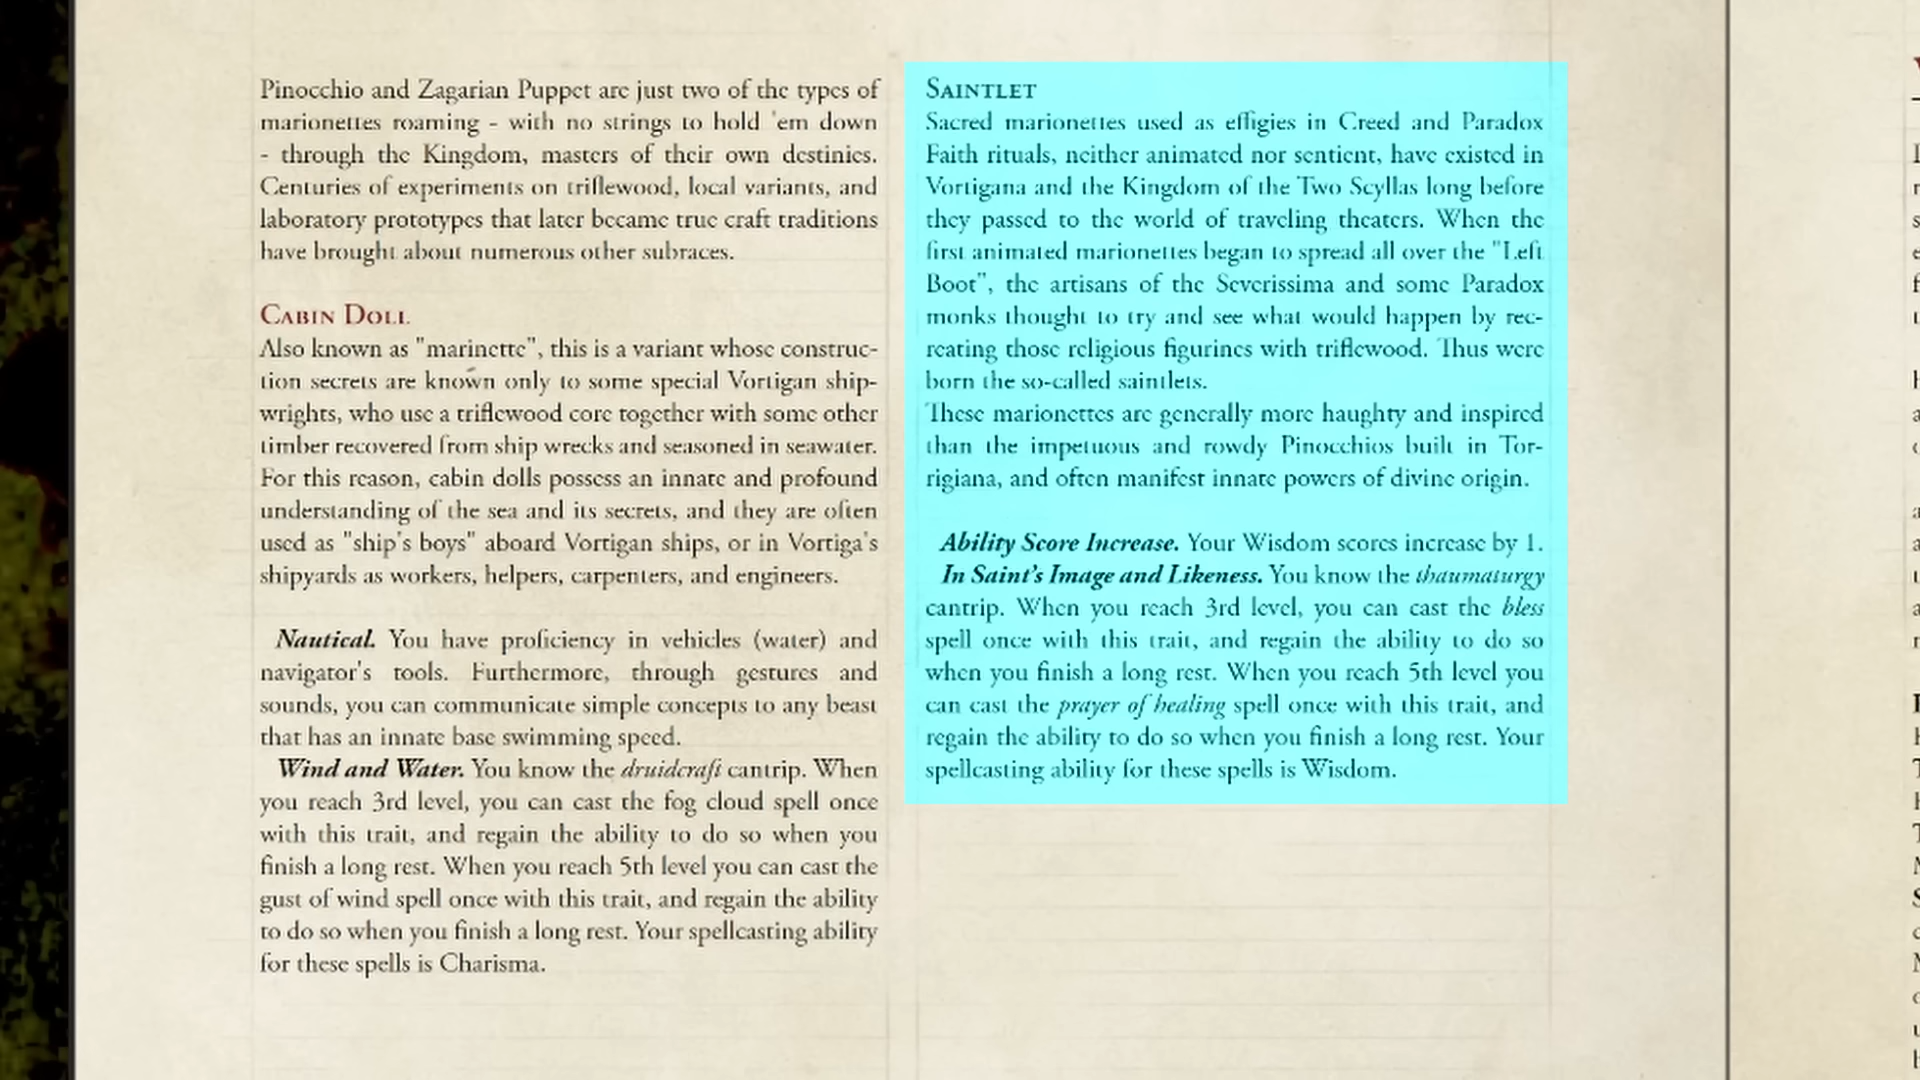 Pinocchio and Zagarian Puppet are just two of the types of
marionettes roaming - with no strings to hold 'em down
- through the Kingdom, masters of their own destinies.
Centuries of experiments on triflewood, local variants, and
laboratory prototypes that later became true craft traditions
have brought about numerous other subraces.
Cabin Doll
Also known as "marinette", this is a variant whose construc-
tion secrets are known only to some special Vortigan ship-
wrights, who use a triflewood core together with some other
timber recovered from ship wrecks and seasoned in seawater.
For this reason, cabin dolls possess an innate and profound
understanding of the sea and its secrets, and they are often
used as "ship's boys" aboard Vortigan ships, or in Vortiga's
shipyards as workers, helpers, carpenters, and engineers.
Nautical. You have proficiency in vehicles (water) and
navigator's tools. Furthermore, through gestures and
sounds, you can communicate simple concepts to any beast
that has an innate base swimming speed.
Wind and Water. You know the druidcraft cantrip. When
you reach 3rd level, you can cast the fog cloud spell once
with this trait, and regain the ability to do so when you
finish a long rest. When you reach 5th level you can cast the
gust of wind spell once with this trait, and regain the ability
to do so when you finish a long rest. Your spellcasting ability
for these spells is Charisma.
Saintlet
Sacred marionettes used as effigies in Creed and Paradox
Faith rituals, neither animated nor sentient, have existed in
Vortigana and the Kingdom of the Two Scyllas long before
they passed to the world of traveling theaters. When the
first animated marionettes began to spread all over the "Left
Boot", the artisans of the Severissima and some Paradox
monks thought to try and see what would happen by rec-
reating those religious figurines with triflewood. Thus were
born the so-called saintlets.
These marionettes are generally more haughty and inspired
than the impetuous and rowdy Pinocchios built in Tor-
rigiana, and often manifest innate powers of divine origin.
Ability Score Increase. Your Wisdom scores increase by 1.
In Saint's Image and Likeness. You know the thaumaturgy
cantrip. When you reach 3rd level, you can cast the bless
spell once with this trait, and regain the ability to do so
when you finish a long rest. When you reach 5th level you
can cast the prayer of healing spell once with this trait, and
regain the ability to do so when you finish a long rest. Your
spellcasting ability for these spells is Wisdom.